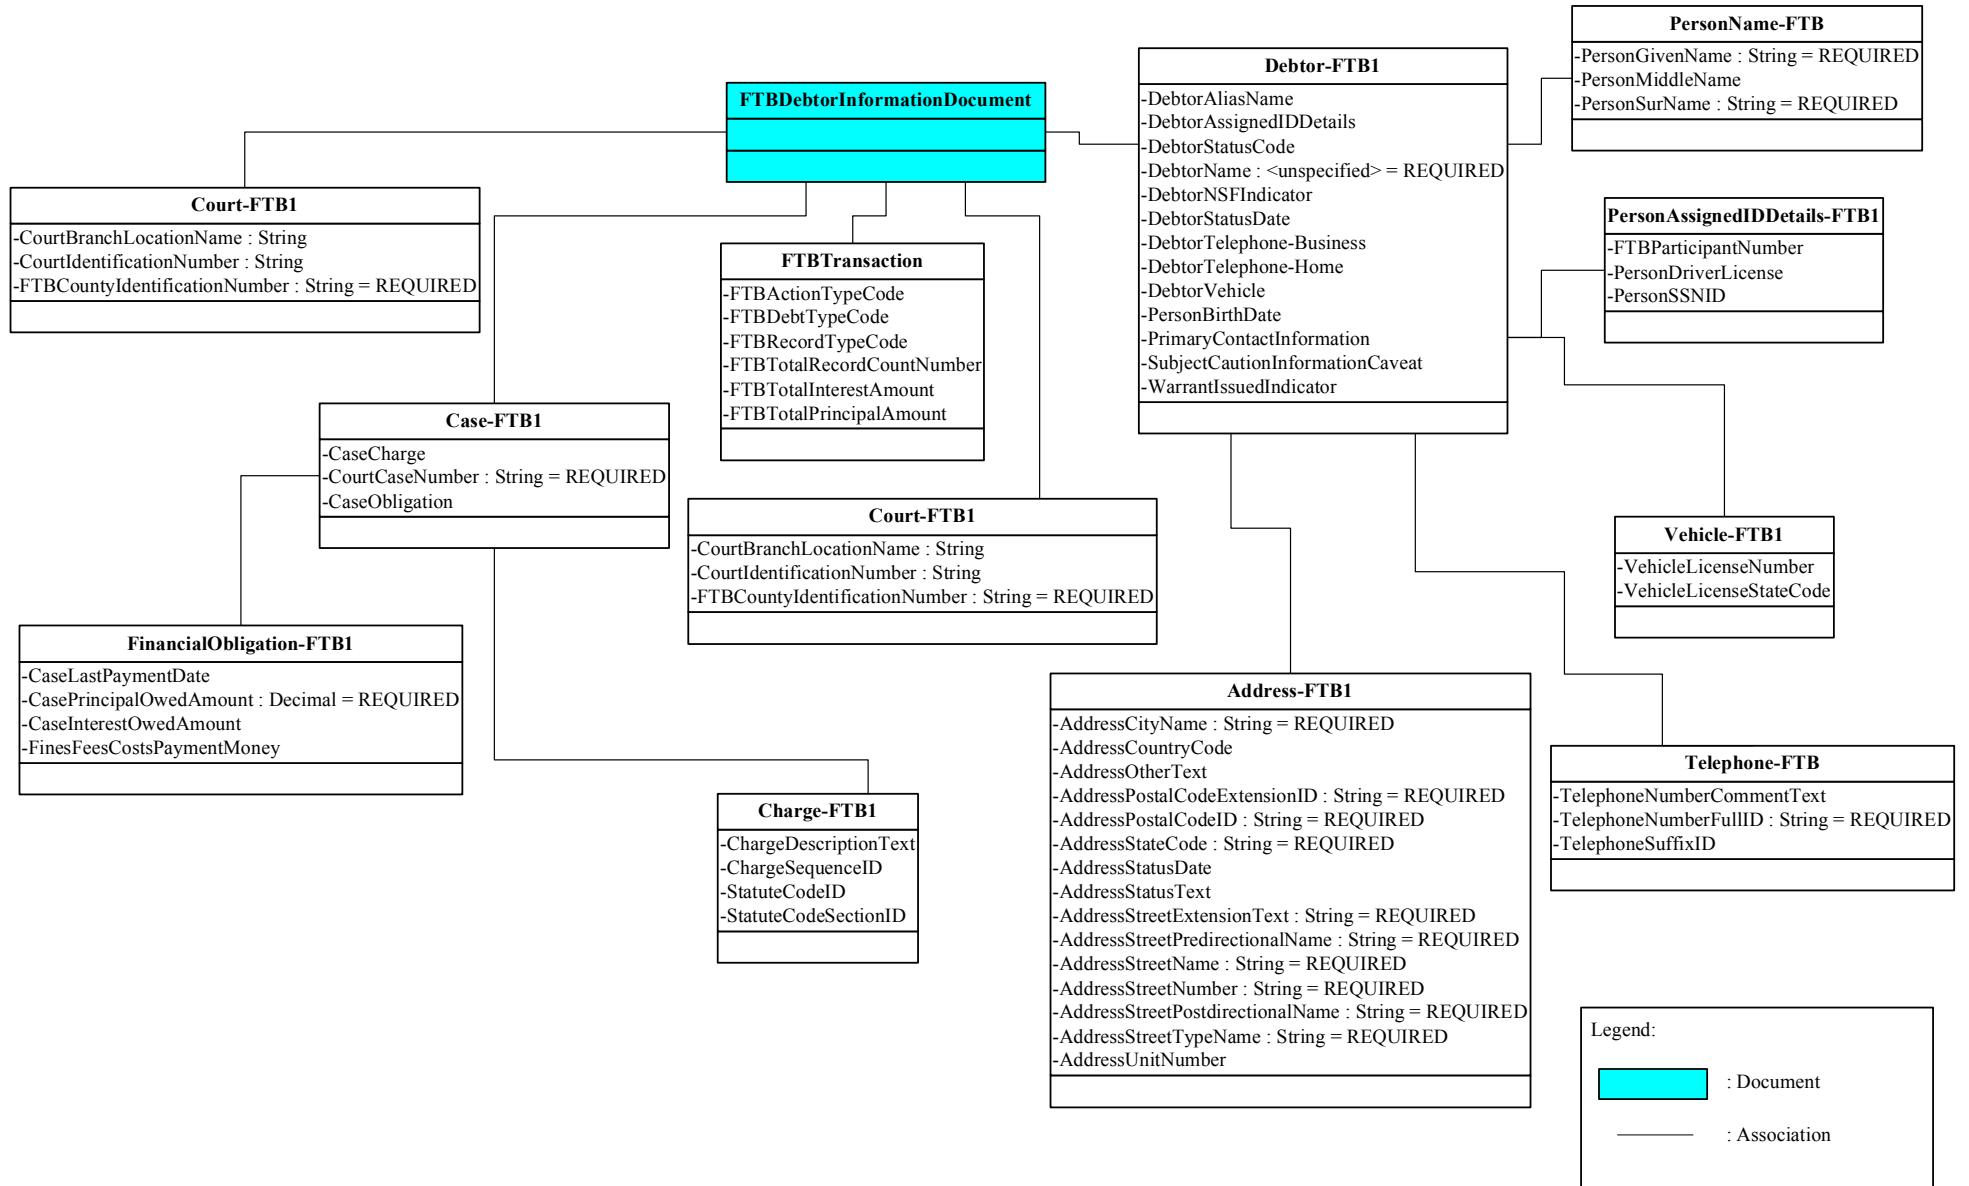 FTBDebtorInformationDocument
Court-FTB1
-CourtBranchLocationName : String
-CourtIdentificationNumber : String
-FTBCountyIdentificationNumber : String = REQUIRED
Case-FTB1
-CaseCharge
-CourtCaseNumber : String = REQUIRED
-CaseObligation
FinancialObligation-FTB1
-CaseLastPaymentDate
-CasePrincipalOwedAmount : Decimal = REQUIRED
-CaseInterestOwedAmount
-FinesFeesCostsPaymentMoney
FTBTransaction
-FTBActionTypeCode
-FTBDebtTypeCode
-FTBRecordTypeCode
-FTBTotalRecordCountNumber
-FTBTotalInterestAmount
-FTBTotalPrincipalAmount
Court-FTB1
-CourtBranchLocationName : String
-CourtIdentificationNumber : String
-FTBCountyIdentificationNumber : String = REQUIRED
Charge-FTB1
-ChargeDescriptionText
-ChargeSequenceID
-StatuteCodeID
-StatuteCodeSectionID
Debtor-FTB1
-DebtorAliasName
-DebtorAssignedIDDetails
-DebtorStatusCode
-DebtorName : <unspecified> = REQUIRED
-DebtorNSFIndicator
-DebtorStatusDate
-DebtorTelephone-Business
-DebtorTelephone-Home
-DebtorVehicle
-PersonBirthDate
-PrimaryContactInformation
-SubjectCautionInformationCaveat
-WarrantIssuedIndicator
PersonName-FTB
-PersonGivenName : String = REQUIRED
-PersonMiddleName
-PersonSurName : String = REQUIRED
PersonAssignedIDDetails-FTB1
-FTBParticipantNumber
-PersonDriverLicense
-PersonSSNID
Vehicle-FTB1
-VehicleLicenseNumber
-VehicleLicenseStateCode
Address-FTB1
-AddressCityName : String = REQUIRED
-AddressCountryCode
-AddressOtherText
-AddressPostalCodeExtensionID : String = REQUIRED
-AddressPostalCodeID : String = REQUIRED
-AddressStateCode : String = REQUIRED
-AddressStatusDate
-AddressStatusText
-AddressStreetExtensionText : String = REQUIRED
-AddressStreetPredirectionalName : String = REQUIRED
-AddressStreetName : String = REQUIRED
-AddressStreetNumber : String = REQUIRED
-AddressStreetPostdirectionalName : String = REQUIRED
-AddressStreetTypeName : String = REQUIRED
-AddressUnitNumber
Telephone-FTB
-TelephoneNumberCommentText
-TelephoneNumberFullID : String = REQUIRED
-TelephoneSuffixID
Legend:
: Document
: Association